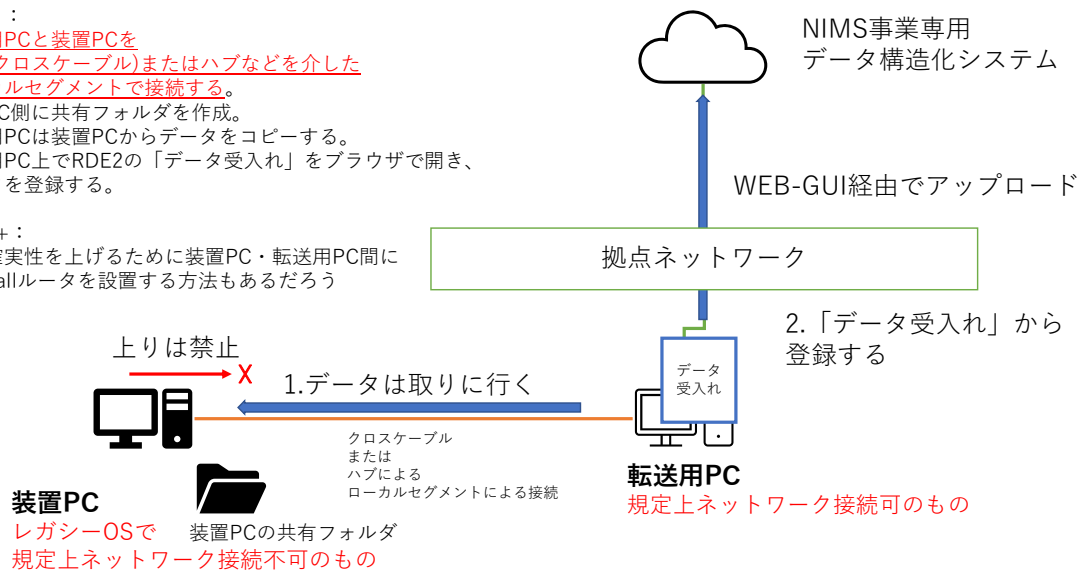 ：
用PCと装置PCを
クロスケーブル)またはハブなどを介した
ルセグメントで接続する。
PC側に共有フォルダを作成。
用PCは装置PCからデータをコピーする。
用PC上でRDE2の「データ受入れ」をブラウザで開き、
を登録する。
+：
確実性を上げるために装置PC・転送用PC間に
allルータを設置する方法もあるだろう
NIMS事業専用
データ構造化システム
WEB-GUI経由でアップロード
拠点ネットワーク
2.「データ受入れ」から
登録する
データ
受入れ
上りは禁止
X
1.データは取りに行く
クロスケーブル
または
ハブによる
ローカルセグメントによる接続
装置PC
レガシーOSで
規定上ネットワーク接続不可のもの
装置PCの共有フォルダ
転送用PC
規定上ネットワーク接続可のもの